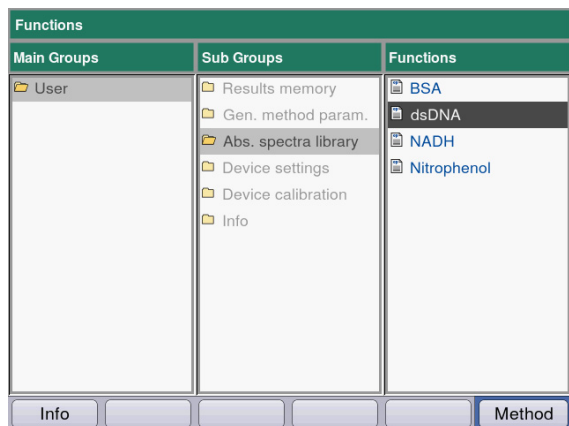 Functions
Main Groups
Sub Groups
Functions
User
Results memory
Gen. method param.
Abs. spectra library
Device settings
Device calibration
Info
BSA
dsDNA
NADH
Nitrophenol
Info
Method